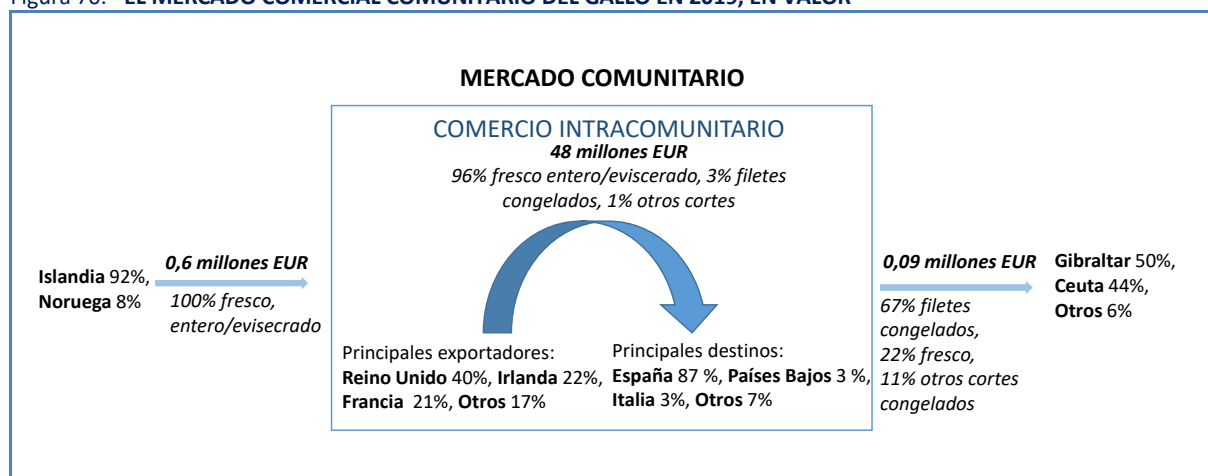 MERCADO COMUNITARIO
COMERCIO INTRACOMUNITARIO
48 millones EUR
96% fresco entero/eviscerado, 3% filetes
congelados, 1% otros cortes
Islandia 92%,
Noruega 8%
0,6 millones EUR
100% fresco,
entero/evisecrado
Principales exportadores:
Reino Unido 40%, Irlanda 22%,
Francia 21%, Otros 17%
Principales destinos:
España 87 %, Países Bajos 3 %,
Italia 3%, Otros 7%
0,09 millones EUR
67% filetes
congelados,
22% fresco,
11% otros cortes
congelados
Gibraltar 50%,
Ceuta 44%,
Otros 6%